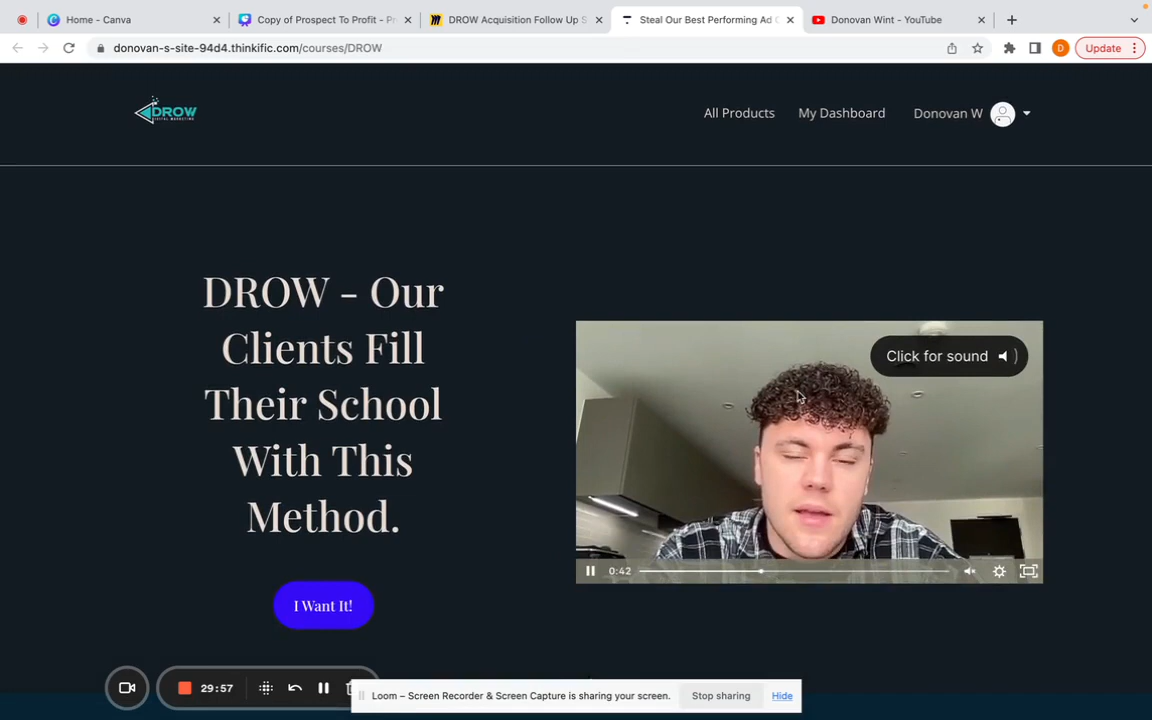 Home - Canva
Copy of Prospect To Profit - Pr
DROW Acquisition Follow Up S
Steal Our Best Performing Ad C
Donovan Wint - YouTube
donovan-s-site-94d4.thinkific.com/courses/DROW
D
Update
DROW
DIGITAL MARKETING
All Products
My Dashboard
Donovan W
DROW - Our
Clients Fill
Their School
With This
Method.
I Want It!
Click for sound
0:42
29:57
Loom – Screen Recorder & Screen Capture is sharing your screen.
Stop sharing
Hide